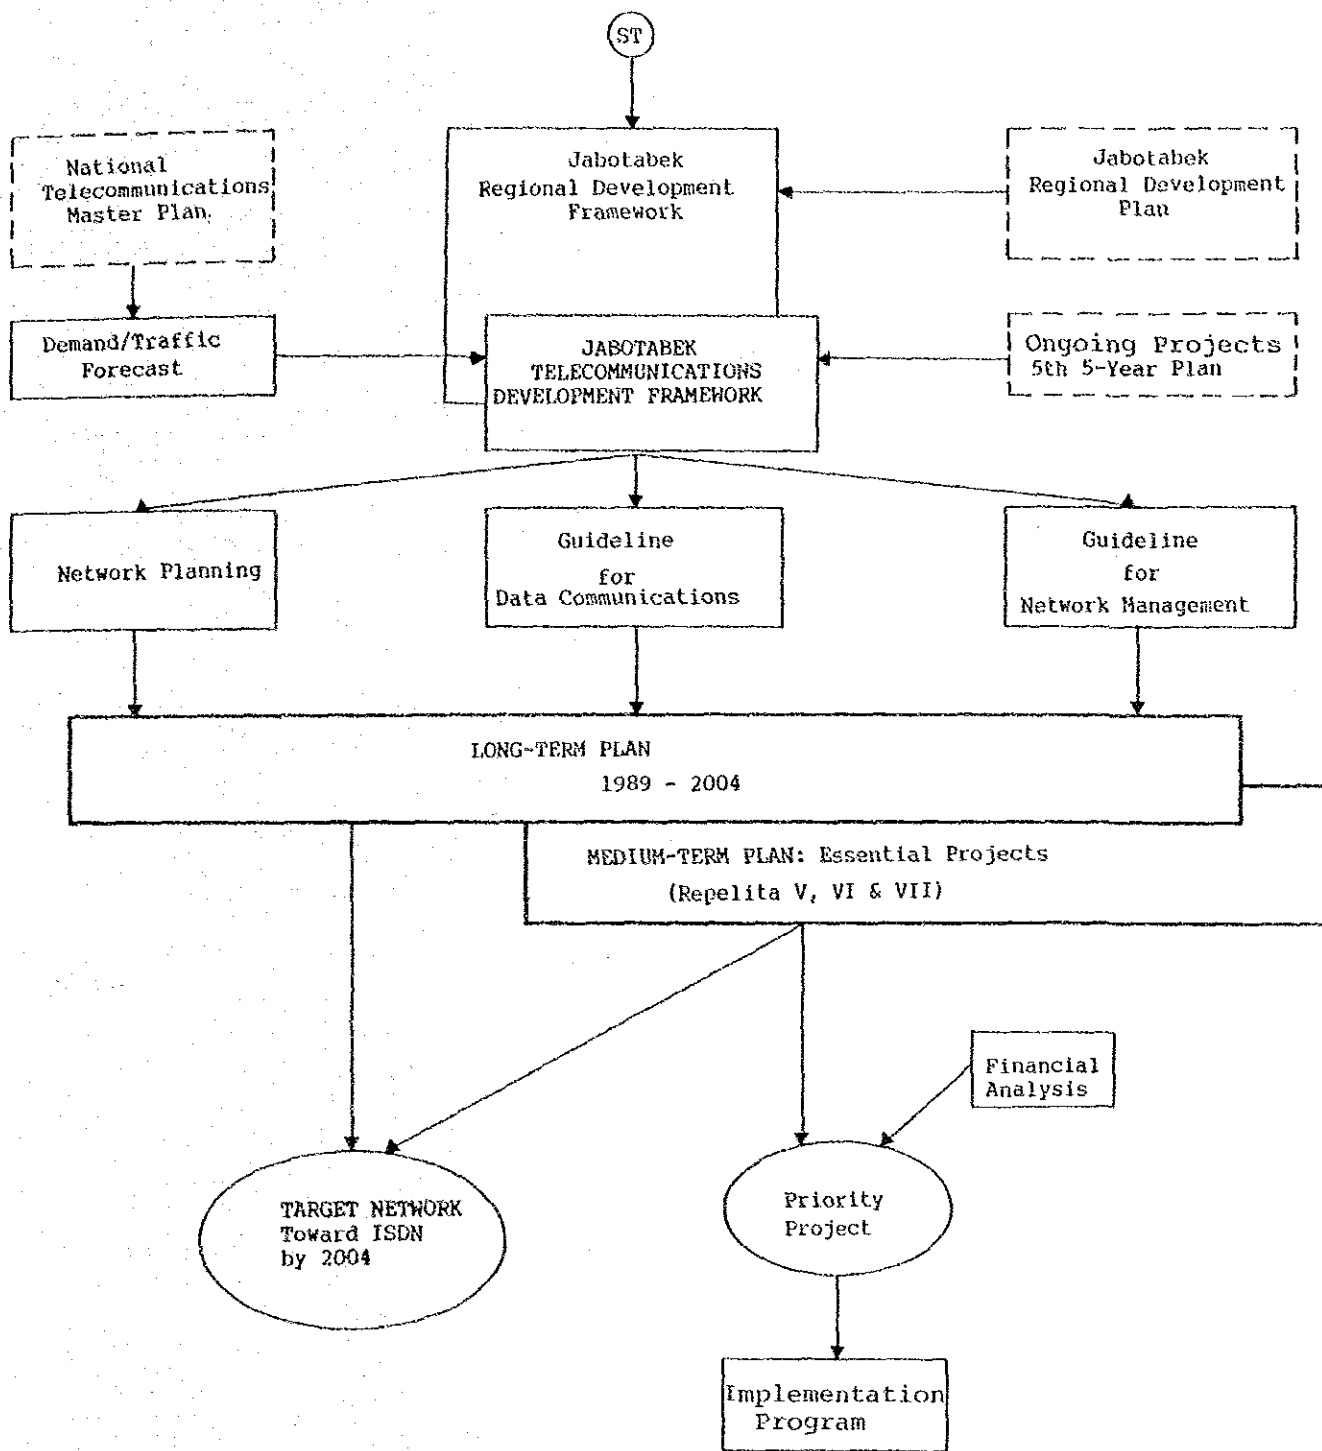 ST
National
Telecommunications
Master Plan.
Jabotabek
Regional Development
Framework
Jabotabek
Regional Development
Plan
Demand/Traffic
Forecast
JABOTABEK
TELECOMMUNICATIONS
DEVELOPMENT FRAMEWORK
Ongoing Projects
5th 5-Year Plan
Network Planning
Guideline
for
Data Communications
Guideline
for
Network Management
LONG-TERM PLAN
1989 - 2004
MEDIUM-TERM PLAN: Essential Projects
(Repelita V, VI & VII)
Financial
Analysis
TARGET NETWORK
Toward ISDN
by 2004
Priority
Project
Implementation
Program